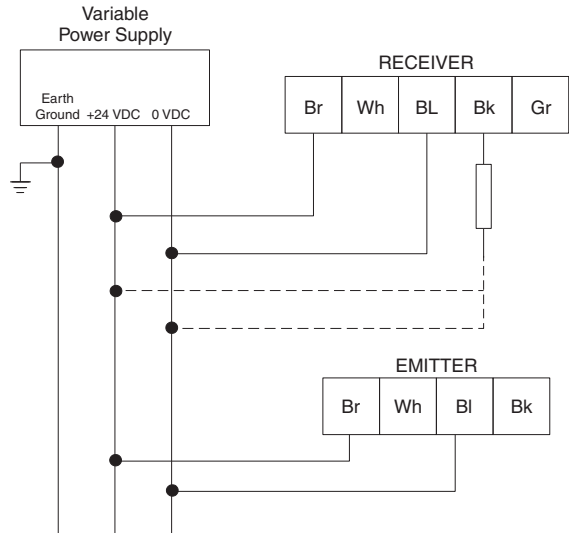 Variable
Power Supply
Earth
Ground +24 VDC 0 VDC
RECEIVER
Br Wh BL Bk Gr
EMITTER
Br Wh Bl Bk